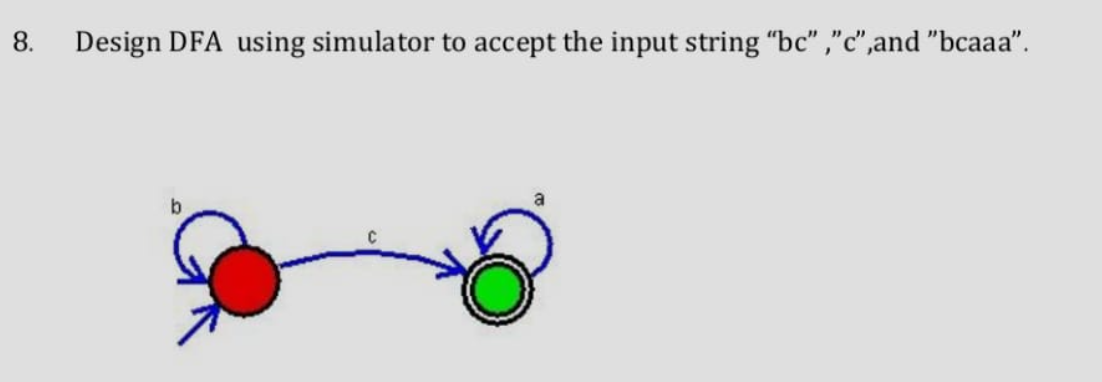 8. Design DFA using simulator to accept the input string “bc” ,”c”,and ”bcaaa”.
b
c
a